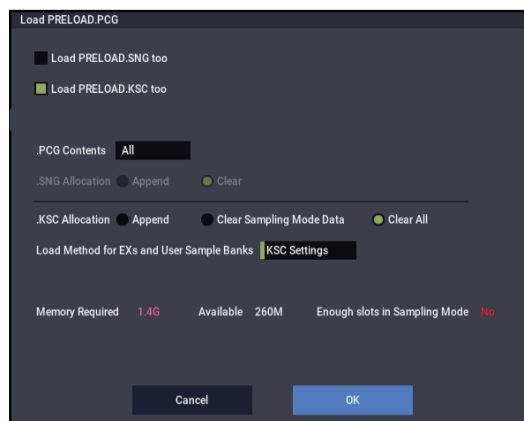 Load PRELOAD.PCG
Load PRELOAD.SNG too
Load PRELOAD.KSC too
.PCG Contents All
.SNG Allocation Append Clear
.KSC Allocation Append Clear Sampling Mode Data Clear All
Load Method for EXs and User Sample Banks KSC Settings
Memory Required 1.4G Available 260M Enough slots in Sampling Mode No
Cancel OK